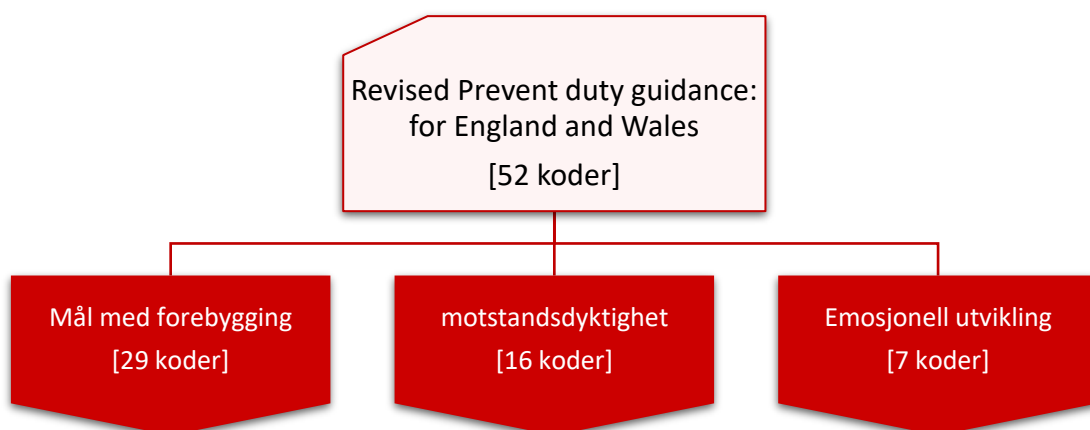 Revised Prevent duty guidance:
for England and Wales
[52 koder]
Mål med forebygging
[29 koder]
motstandsdyktighet
[16 koder]
Emosjonell utvikling
[7 koder]